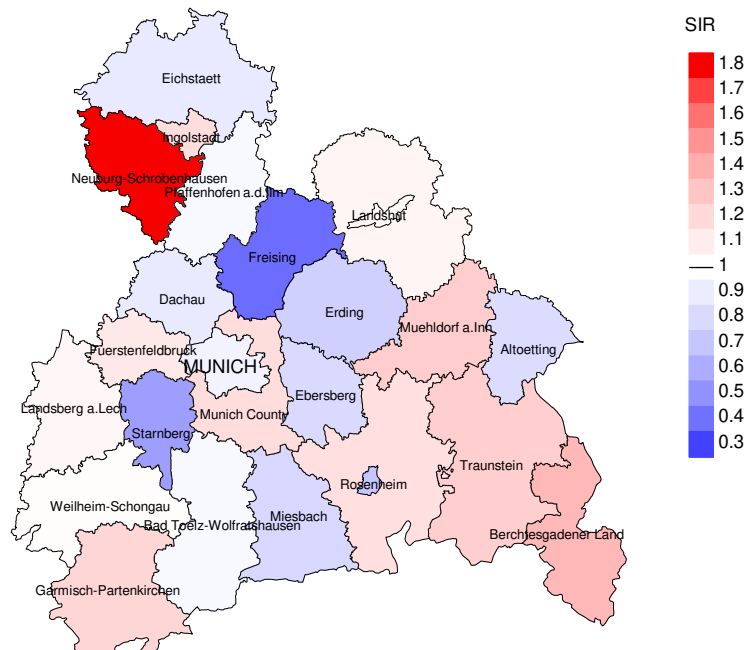 SIR
Eichstaett
Ingolstadt
Neuburg-Schrobenhausen
Pfaffenhofen a.d.Ilm
Landshut
Freising
Dachau
Erding
Muehldorf a.Inn
Altoetting
Fuerstenfeldbruck
MUNICH
Ebersberg
Landsberg a.Lech
Munich County
Starnberg
Traunstein
Rosenheim
Weilheim-Schongau
Miesbach
Bad Toelz-Wolfratshausen
Berchtesgadener Land
Garmisch-Partenkirchen
1.8
1.7
1.6
1.5
1.4
1.3
1.2
1.1
1
0.9
0.8
0.7
0.6
0.5
0.4
0.3